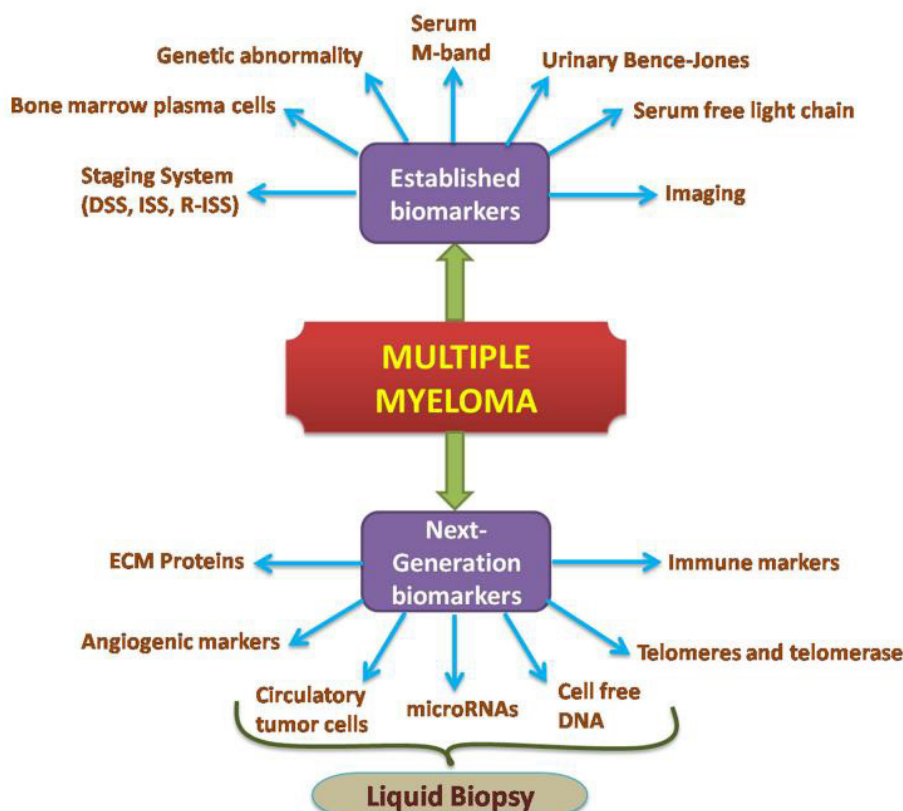 Serum
M-band
Genetic abnormality
Urinary Bence-Jones
Bone marrow plasma cells
Serum free light chain
Established
biomarkers
Staging System
(DSS, ISS, R-ISS)
Imaging
MULTIPLE
MYELOMA
Next-
Generation
biomarkers
ECM Proteins
Immune markers
Angiogenic markers
Telomeres and telomerase
Circulatory
tumor cells
microRNAs
Cell free
DNA
Liquid Biopsy